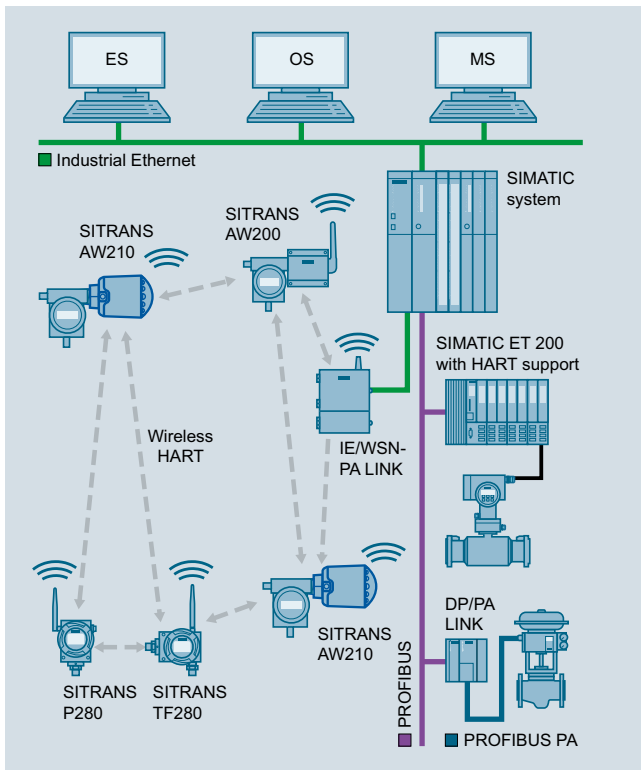 ES
OS
MS
Industrial Ethernet
SIMATIC
system
SITRANS
AW200
SITRANS
AW210
SIMATIC ET 200
with HART support
Wireless
HART
IE/WSN-
PA LINK
DP/PA
LINK
SITRANS
AW210
SITRANS
P280
SITRANS
TF280
PROFIBUS
PROFIBUS PA